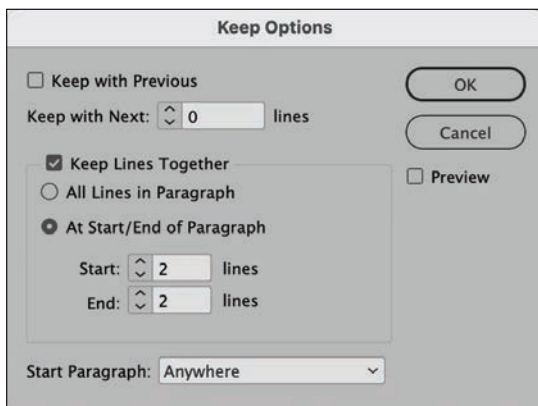 Keep Options
Keep with Previous
OK
Keep with Next: 0 lines
Cancel
Keep Lines Together
Preview
All Lines in Paragraph
At Start/End of Paragraph
Start: 2 lines
End: 2 lines
Start Paragraph: Anywhere